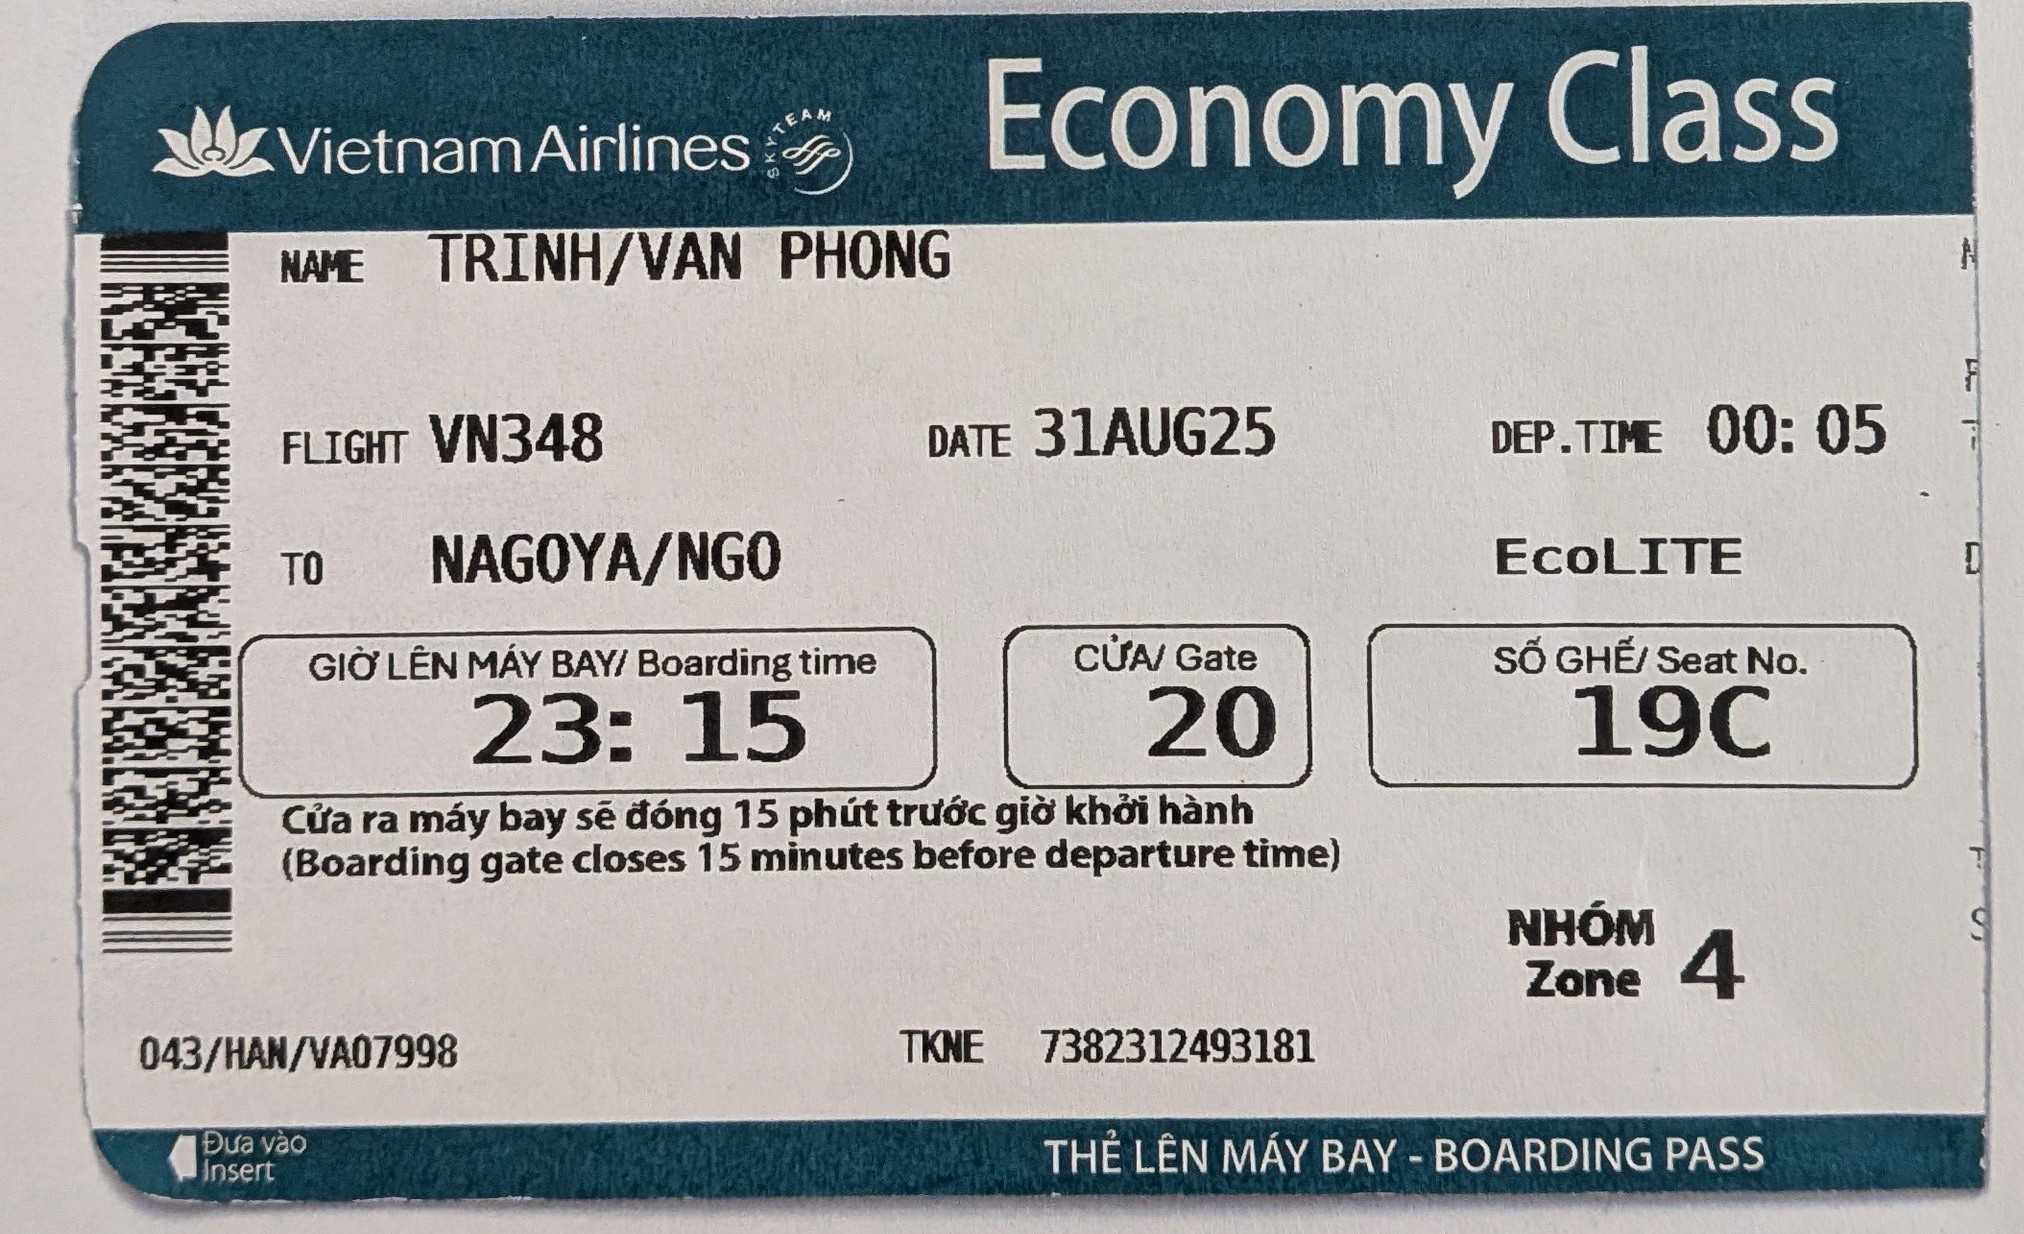 Vietnam Airlines SKYTEAM Economy Class
NAME TRINH/VAN PHONG
FLIGHT VN348 DATE 31AUG25 DEP.TIME 00: 05
TO NAGOYA/NGO EcoLITE
GIỜ LÊN MÁY BAY/ Boarding time CỬA/ Gate SỐ GHẾ/ Seat No.
23: 15 20 19C
Cửa ra máy bay sẽ đóng 15 phút trước giờ khởi hành
(Boarding gate closes 15 minutes before departure time)
NHÓM
Zone 4
043/HAN/VA07998 TKNE 7382312493181
Đưa vào
Insert
THẺ LÊN MÁY BAY - BOARDING PASS